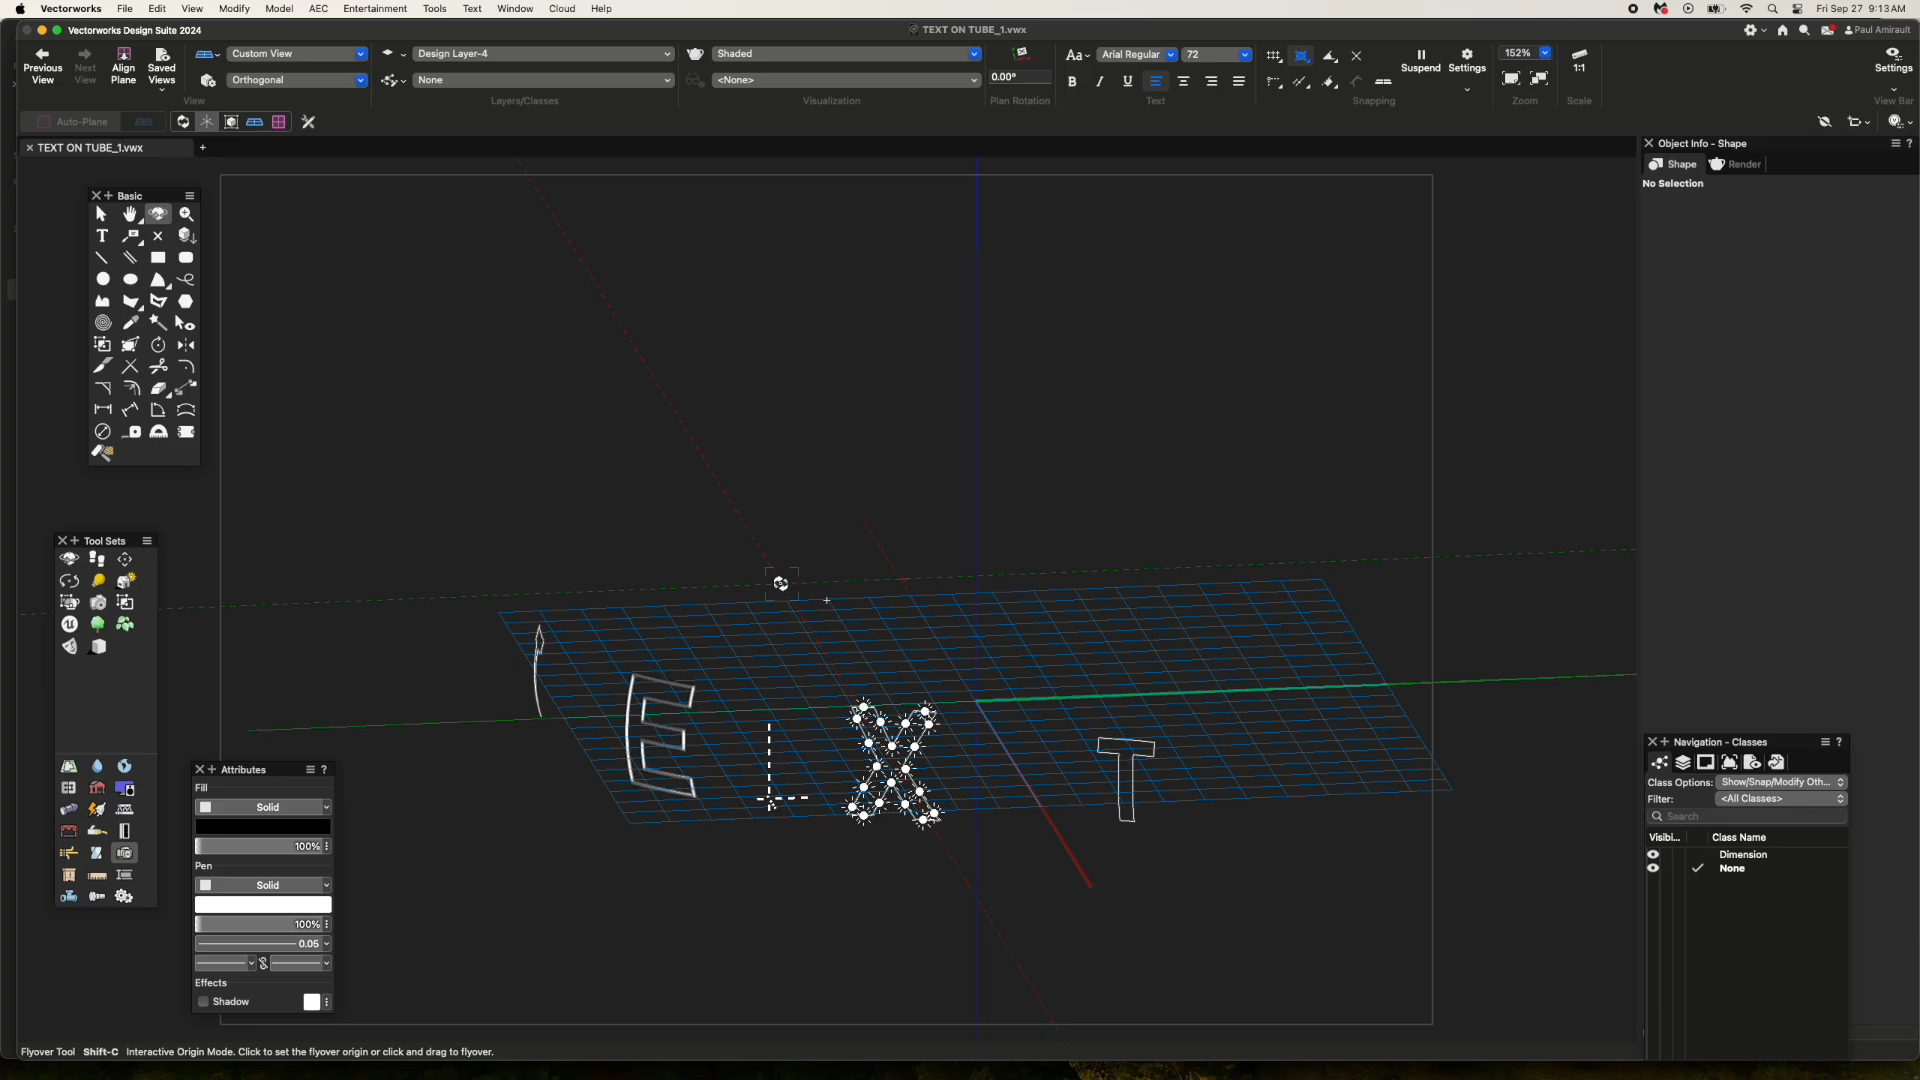 Vectorworks File Edit View Modify Model AEC Entertainment Tools Text Window Cloud Help Fri Sep 27 9:13 AM
Vectorworks Design Suite 2024 TEXT ON TUBE_1.vwx Paul Amirault
Custom View Design Layer-4 Shaded Aa Arial Regular 72 152%
Previous View Next View Align Plane Saved Views Suspend Settings 1:1 Settings
Orthogonal None <None> 0.00° B I U
View Layers/Classes Visualization Plan Rotation Text Snapping Zoom Scale View Bar
Auto-Plane
TEXT ON TUBE_1.vwx
Object Info - Shape ?
Shape Render
No Selection
Basic
T
Tool Sets
E X T
Attributes ?
Fill
Solid
100%
Pen
Solid
100%
0.05
Effects
Shadow
Navigation - Classes ?
Class Options: Show/Snap/Modify Oth...
Filter: <All Classes>
Search
Visibi... Class Name
Dimension
None
Flyover Tool Shift-C Interactive Origin Mode. Click to set the flyover origin or click and drag to flyover.